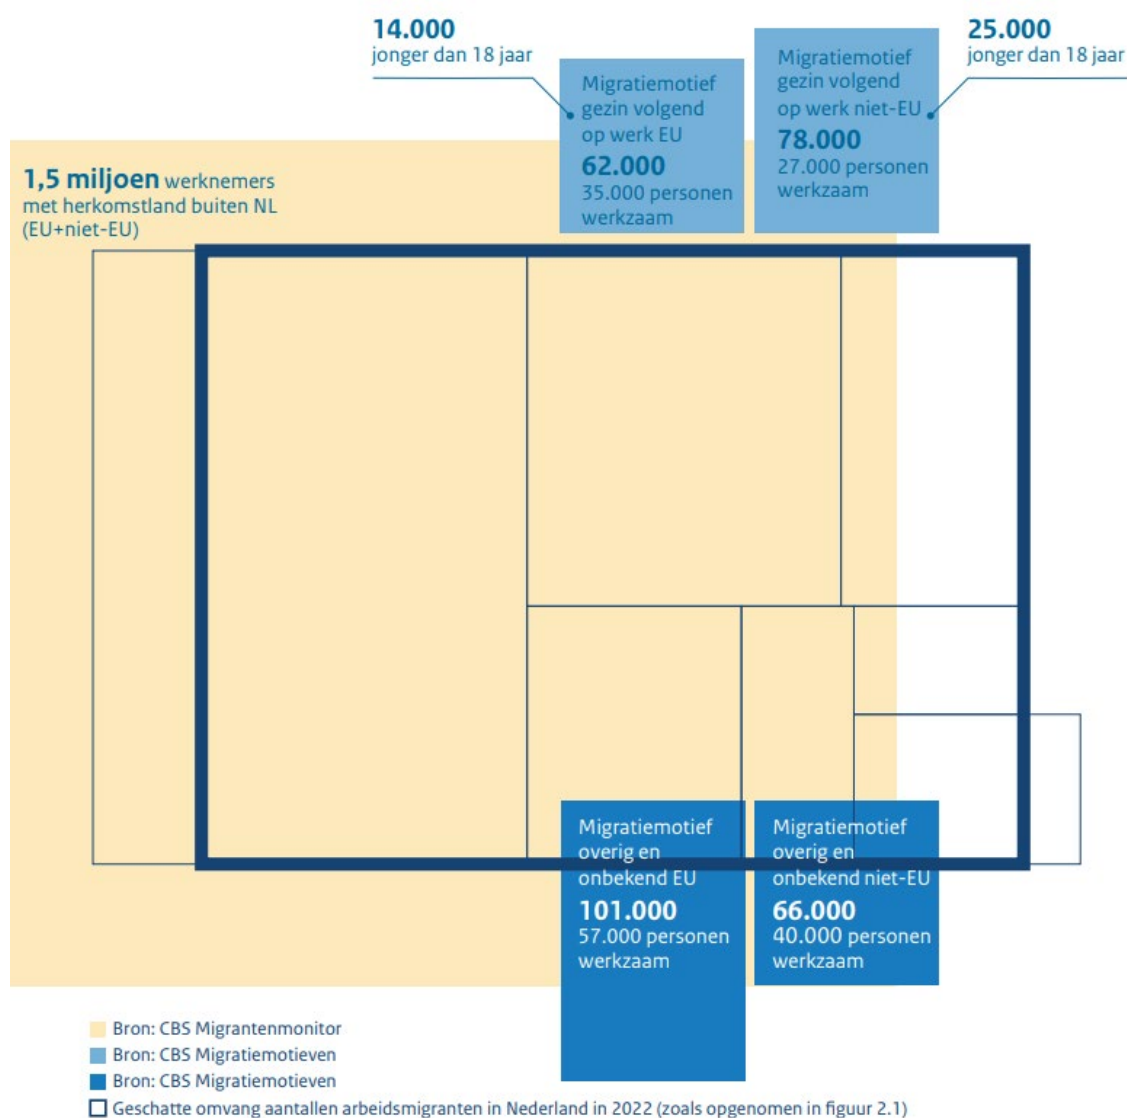 14.000
jonger dan 18 jaar
Migratiemotief
gezin volgend
op werk EU
62.000
35.000 personen
werkzaam
Migratiemotief
gezin volgend
op werk niet-EU
78.000
27.000 personen
werkzaam
25.000
jonger dan 18 jaar
1,5 miljoen werknemers
met herkomstland buiten NL
(EU+niet-EU)
Migratiemotief
overig en
onbekend EU
101.000
57.000 personen
werkzaam
Migratiemotief
overig en
onbekend niet-EU
66.000
40.000 personen
werkzaam
Bron: CBS Migrantenmonitor
Bron: CBS Migratiemotieven
Bron: CBS Migratiemotieven
Geschatte omvang aantallen arbeidsmigranten in Nederland in 2022 (zoals opgenomen in figuur 2.1)